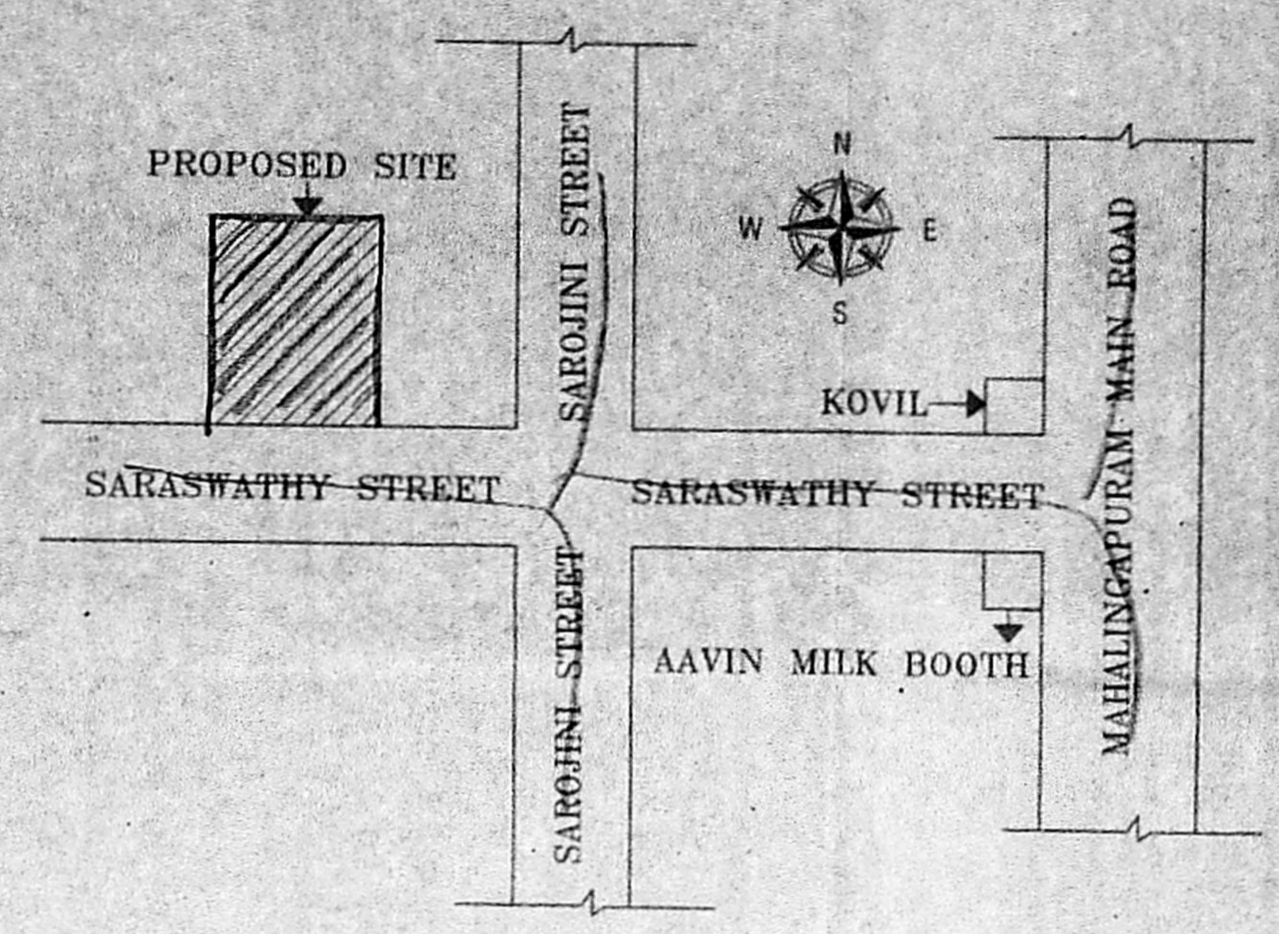 PROPOSED SITE
SAROJINI STREET
N
W
E
S
MAHALINGAPURAM MAIN ROAD
KOVIL
SARASWATHY STREET
SARASWATHY STREET
SAROJINI STREET
AAVIN MILK BOOTH